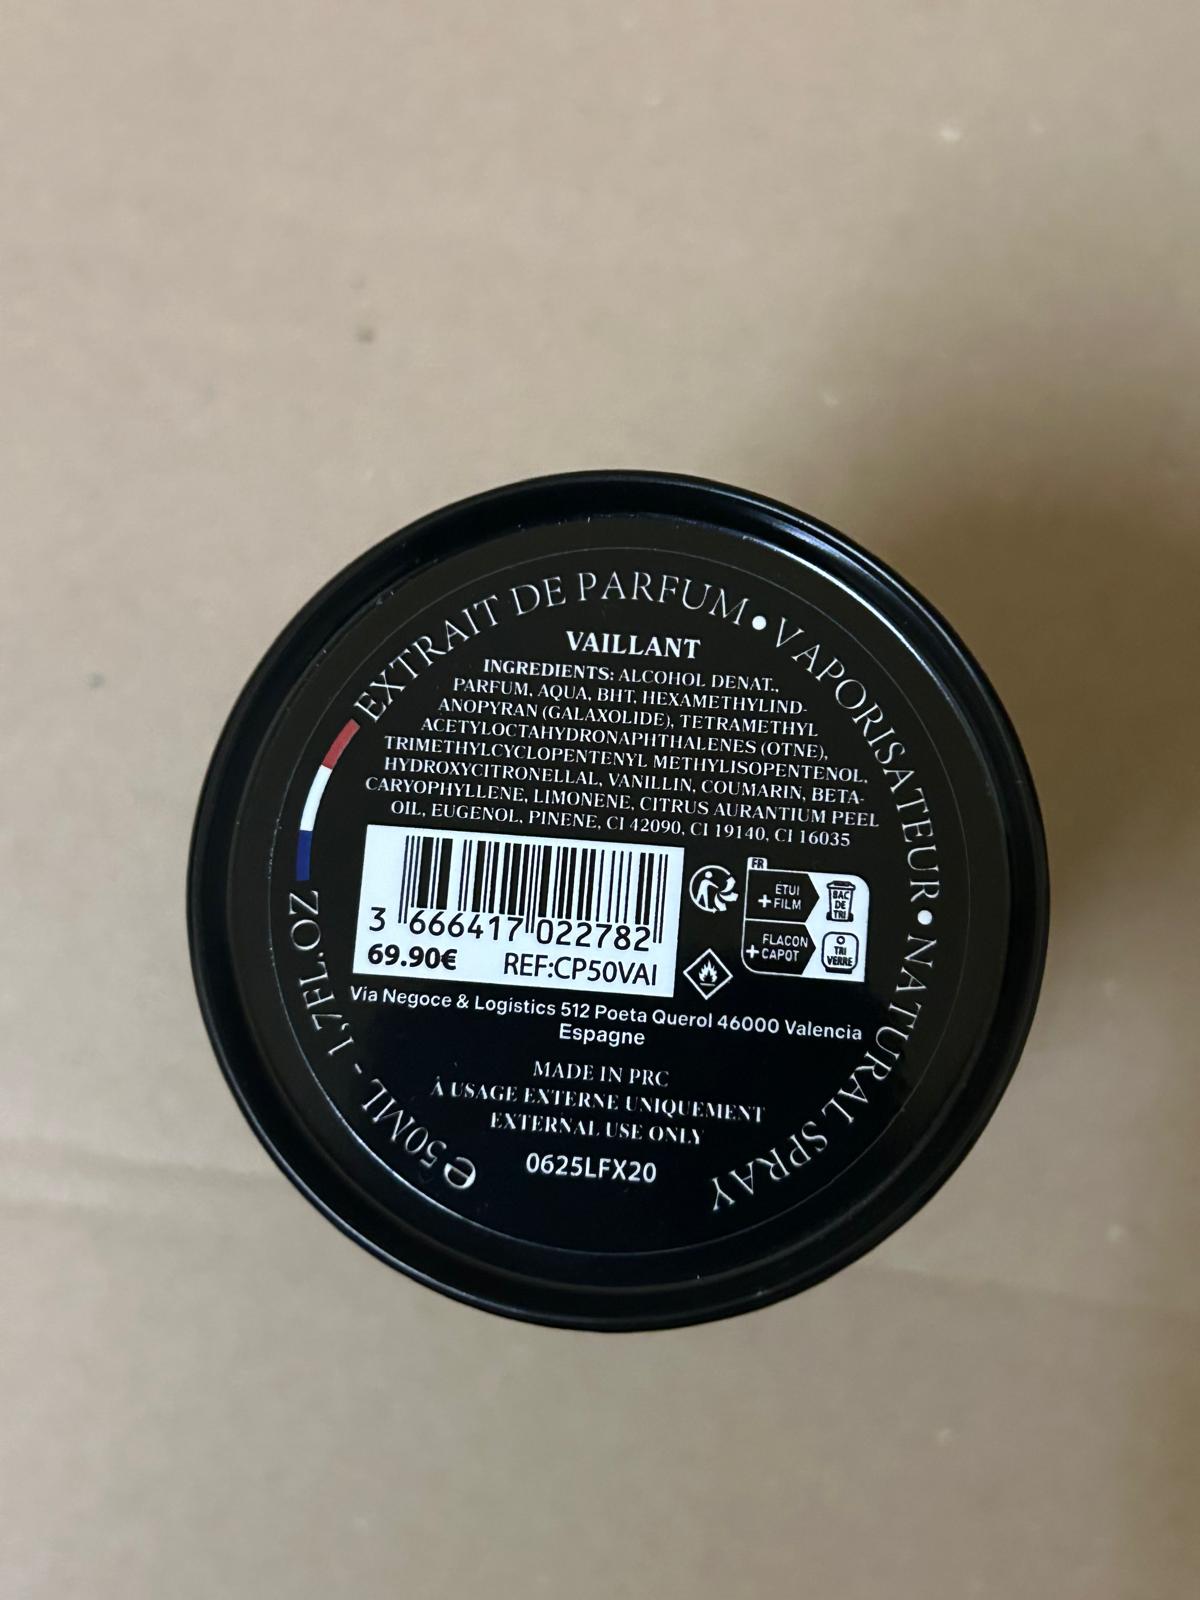 EXTRAIT DE PARFUM • VAPORISATEUR • NATURAL SPRAY
℮ 50ML - 1,7FL.OZ
VAILLANT
INGREDIENTS: ALCOHOL DENAT.,
PARFUM, AQUA, BHT, HEXAMETHYLIND-
ANOPYRAN (GALAXOLIDE), TETRAMETHYL
ACETYLOCTAHYDRONAPHTHALENES (OTNE),
TRIMETHYLCYCLOPENTENYL METHYLISOPENTENOL,
HYDROXYCITRONELLAL, VANILLIN, COUMARIN, BETA-
CARYOPHYLLENE, LIMONENE, CITRUS AURANTIUM PEEL
OIL, EUGENOL, PINENE, CI 42090, CI 19140, CI 16035
3 666417 022782
69.90€ REF:CP50VAI
FR
ÉTUI
+ FILM
BAC
DE
TRI
FLACON
+ CAPOT
TRI
VERRE
Via Negoce & Logistics 512 Poeta Querol 46000 Valencia
Espagne
MADE IN PRC
À USAGE EXTERNE UNIQUEMENT
EXTERNAL USE ONLY
0625LFX20